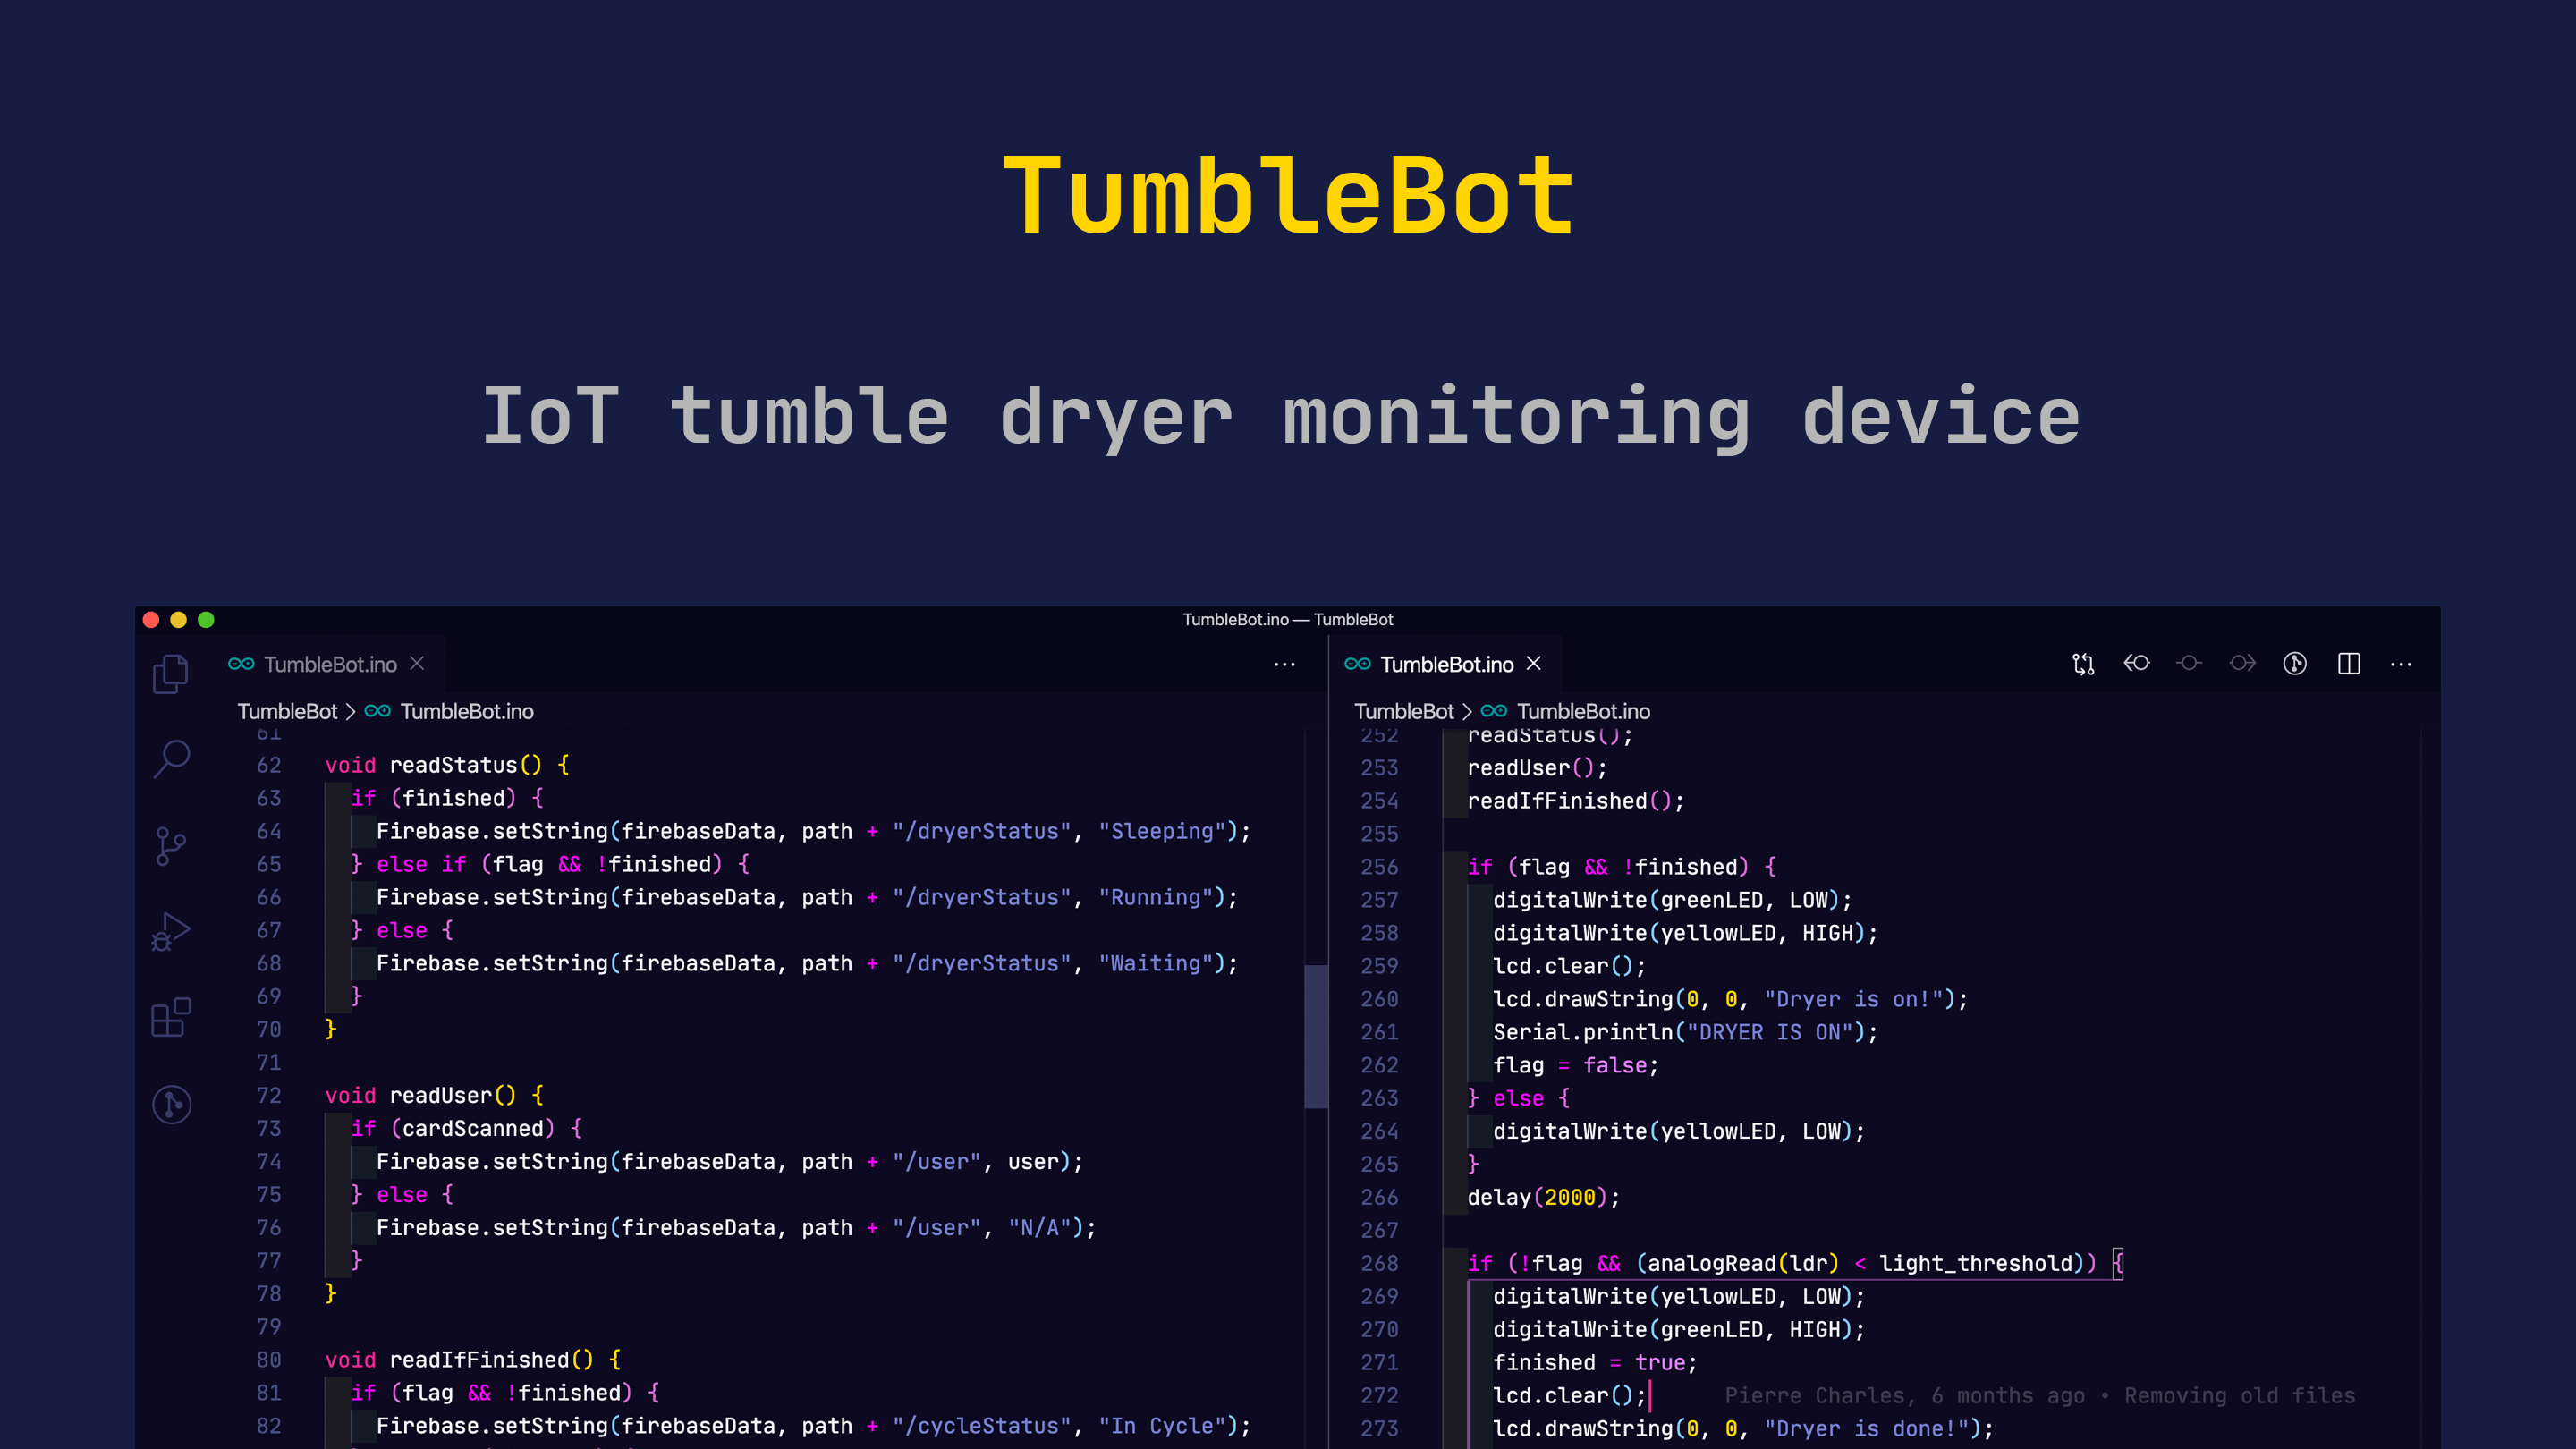 TumbleBot
IoT tumble dryer monitoring device
TumbleBot.ino — TumbleBot
TumbleBot.ino
TumbleBot > TumbleBot.ino
61
62 void readStatus() {
63 if (finished) {
64 Firebase.setString(firebaseData, path + "/dryerStatus", "Sleeping");
65 } else if (flag && !finished) {
66 Firebase.setString(firebaseData, path + "/dryerStatus", "Running");
67 } else {
68 Firebase.setString(firebaseData, path + "/dryerStatus", "Waiting");
69 }
70 }
71
72 void readUser() {
73 if (cardScanned) {
74 Firebase.setString(firebaseData, path + "/user", user);
75 } else {
76 Firebase.setString(firebaseData, path + "/user", "N/A");
77 }
78 }
79
80 void readIfFinished() {
81 if (flag && !finished) {
82 Firebase.setString(firebaseData, path + "/cycleStatus", "In Cycle");
TumbleBot.ino
TumbleBot > TumbleBot.ino
252 readStatus();
253 readUser();
254 readIfFinished();
255
256 if (flag && !finished) {
257 digitalWrite(greenLED, LOW);
258 digitalWrite(yellowLED, HIGH);
259 lcd.clear();
260 lcd.drawString(0, 0, "Dryer is on!");
261 Serial.println("DRYER IS ON");
262 flag = false;
263 } else {
264 digitalWrite(yellowLED, LOW);
265 }
266 delay(2000);
267
268 if (!flag && (analogRead(ldr) < light_threshold)) {
269 digitalWrite(yellowLED, LOW);
270 digitalWrite(greenLED, HIGH);
271 finished = true;
272 lcd.clear(); Pierre Charles, 6 months ago • Removing old files
273 lcd.drawString(0, 0, "Dryer is done!");